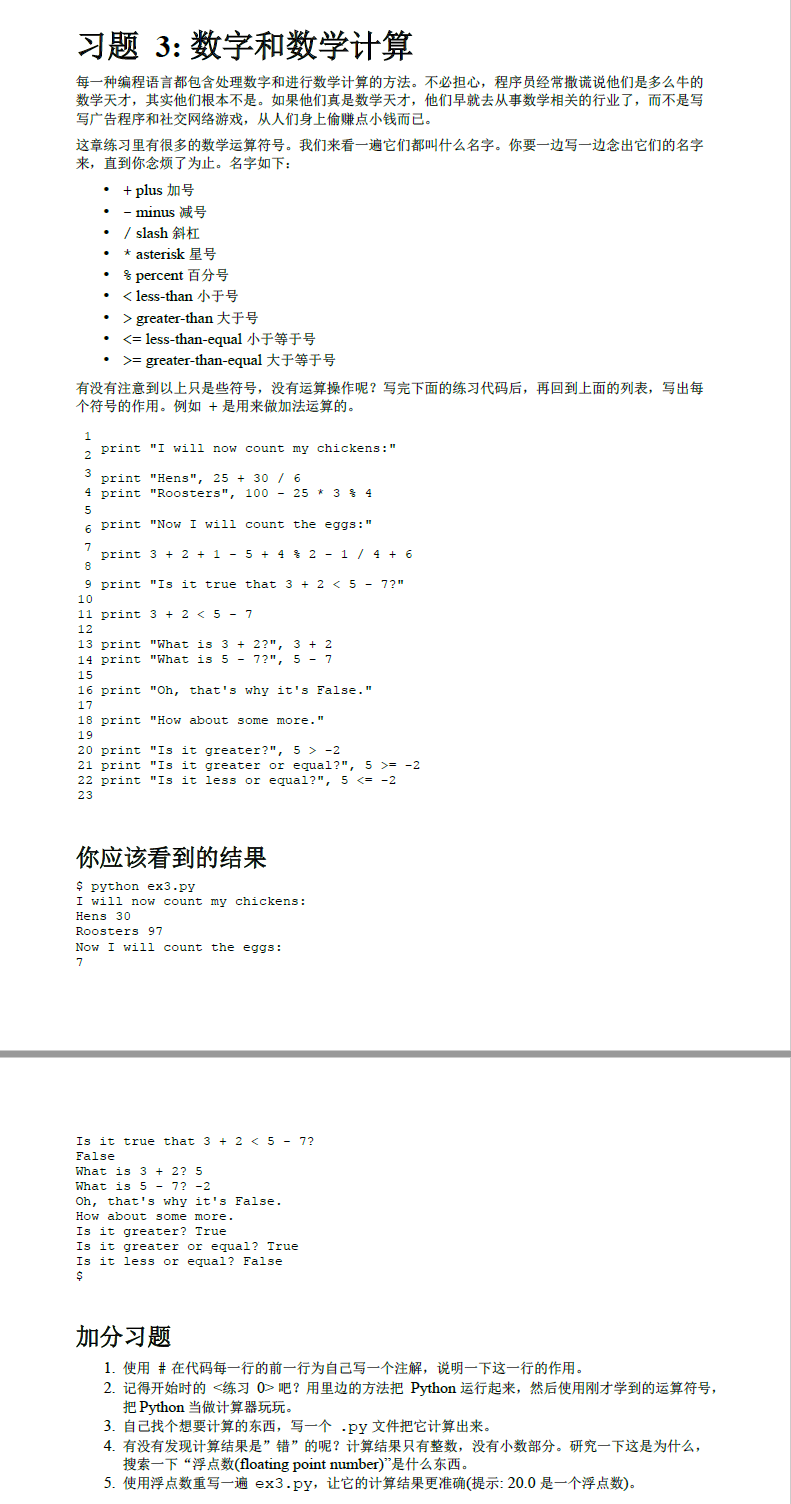 习题 3: 数字和数学计算
每一种编程语言都包含处理数字和进行数学计算的方法。不必担心，程序员经常撒谎说他们是多么牛的
数学天才，其实他们根本不是。如果他们真是数学天才，他们早就去从事数学相关的行业了，而不是写
写广告程序和社交网络游戏，从人们身上偷赚点小钱而已。
这章练习里有很多的数学运算符号。我们来看一遍它们都叫什么名字。你要一边写一边念出它们的名字
来，直到你念烦了为止。名字如下：
• + plus 加号
• - minus 减号
• / slash 斜杠
• * asterisk 星号
• % percent 百分号
• < less-than 小于号
• > greater-than 大于号
• <= less-than-equal 小于等于号
• >= greater-than-equal 大于等于号
有没有注意到以上只是些符号，没有运算操作呢？写完下面的练习代码后，再回到上面的列表，写出每
个符号的作用。例如 + 是用来做加法运算的。
1
2 print "I will now count my chickens:"
3 print "Hens", 25 + 30 / 6
4 print "Roosters", 100 - 25 * 3 % 4
5
6 print "Now I will count the eggs:"
7 print 3 + 2 + 1 - 5 + 4 % 2 - 1 / 4 + 6
8
9 print "Is it true that 3 + 2 < 5 - 7?"
10
11 print 3 + 2 < 5 - 7
12
13 print "What is 3 + 2?", 3 + 2
14 print "What is 5 - 7?", 5 - 7
15
16 print "Oh, that's why it's False."
17
18 print "How about some more."
19
20 print "Is it greater?", 5 > -2
21 print "Is it greater or equal?", 5 >= -2
22 print "Is it less or equal?", 5 <= -2
23
你应该看到的结果
$ python ex3.py
I will now count my chickens:
Hens 30
Roosters 97
Now I will count the eggs:
7
Is it true that 3 + 2 < 5 - 7?
False
What is 3 + 2? 5
What is 5 - 7? -2
Oh, that's why it's False.
How about some more.
Is it greater? True
Is it greater or equal? True
Is it less or equal? False
$
加分习题
1. 使用 # 在代码每一行的前一行为自己写一个注解，说明一下这一行的作用。
2. 记得开始时的 <练习 0> 吧？用里边的方法把 Python 运行起来，然后使用刚才学到的运算符号，
把 Python 当做计算器玩玩。
3. 自己找个想要计算的东西，写一个 .py 文件把它计算出来。
4. 有没有发现计算结果是”错”的呢？计算结果只有整数，没有小数部分。研究一下这是为什么，
搜索一下“浮点数(floating point number)”是什么东西。
5. 使用浮点数重写一遍 ex3.py，让它的计算结果更准确(提示: 20.0 是一个浮点数)。